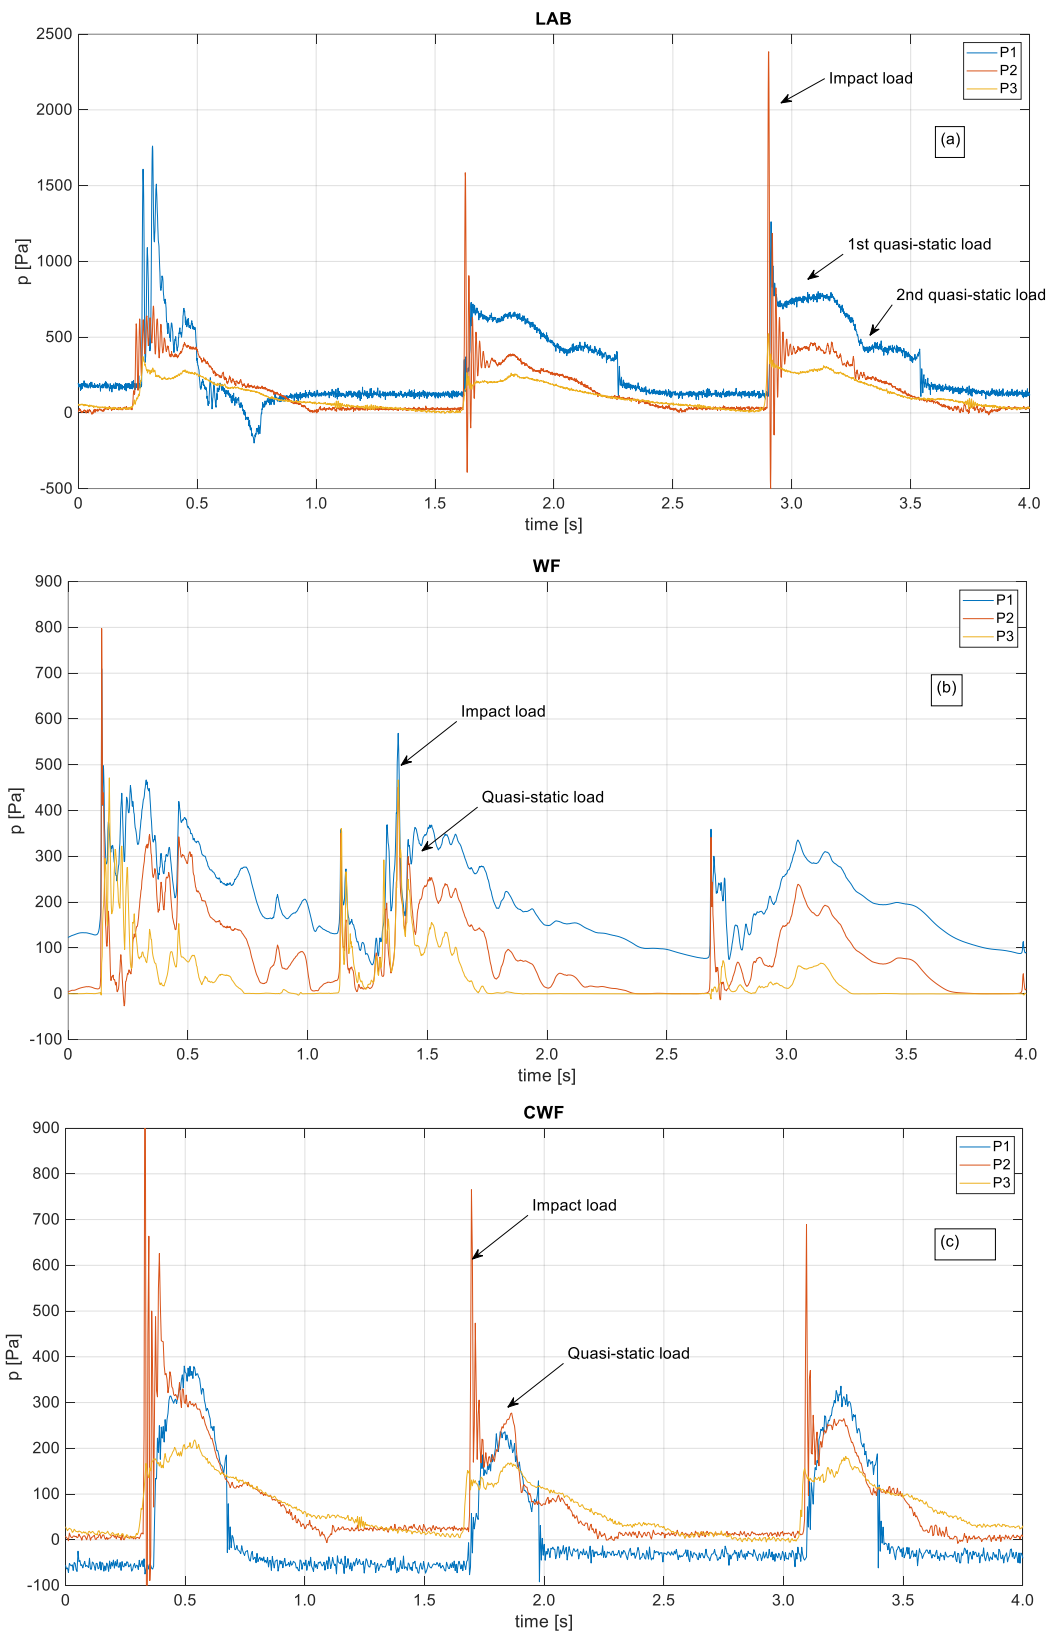 LAB
2500
2000
1500
1000
500
0
-500
p [Pa]
P1
P2
P3
(a)
Impact load
1st quasi-static load
2nd quasi-static load
0 0.5 1.0 1.5 2.0 2.5 3.0 3.5 4.0
time [s]
WF
900
800
700
600
500
400
300
200
100
0
-100
p [Pa]
P1
P2
P3
(b)
Impact load
Quasi-static load
0 0.5 1.0 1.5 2.0 2.5 3.0 3.5 4.0
time [s]
CWF
900
800
700
600
500
400
300
200
100
0
-100
p [Pa]
P1
P2
P3
(c)
Impact load
Quasi-static load
0 0.5 1.0 1.5 2.0 2.5 3.0 3.5 4.0
time [s]